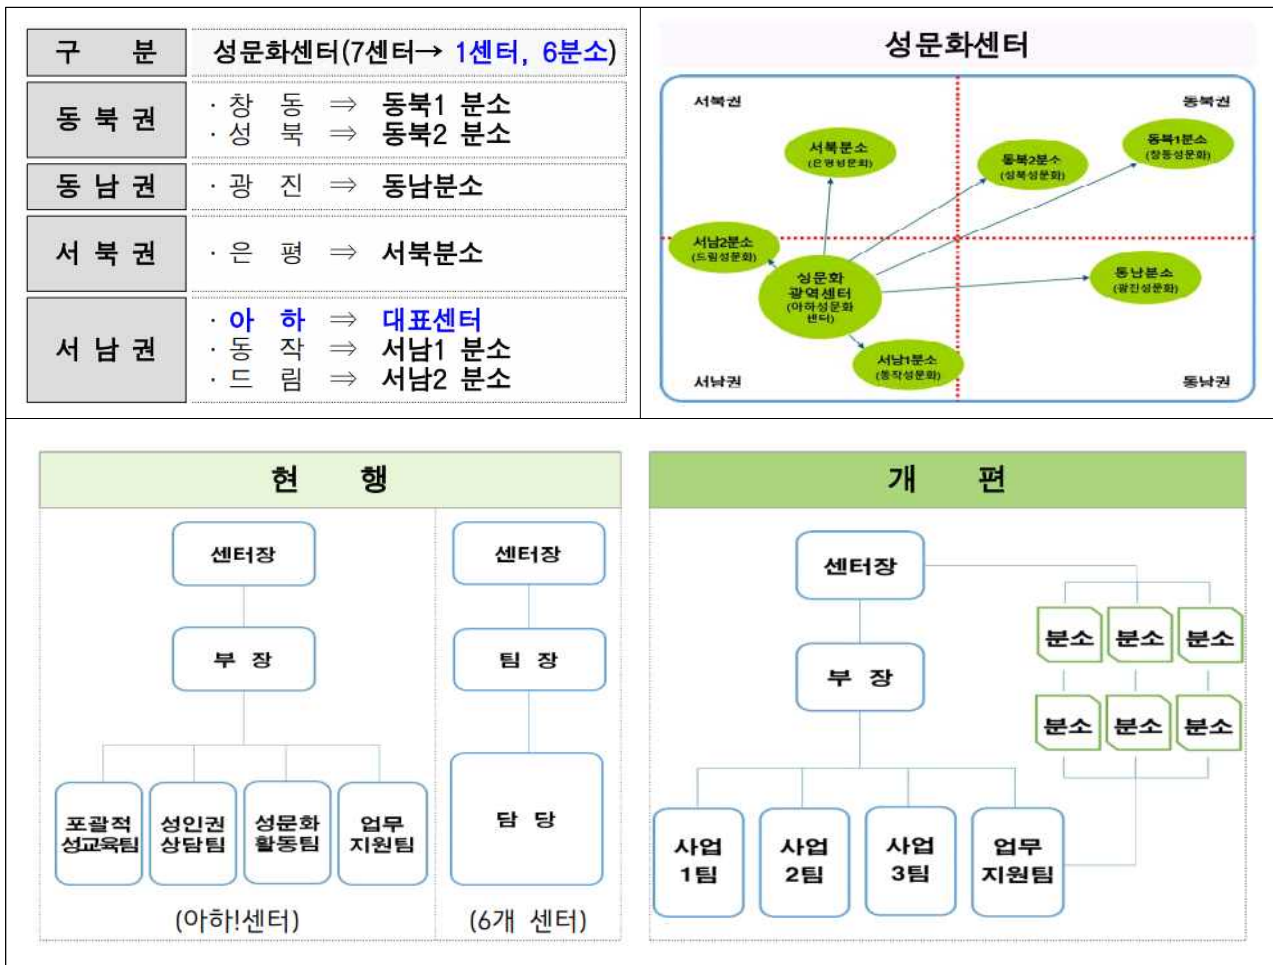 구 분 성문화센터(7센터→ 1센터, 6분소)
동 북 권
· 창 동 ⇒ 동북1 분소
· 성 북 ⇒ 동북2 분소
동 남 권
· 광 진 ⇒ 동남분소
서 북 권
· 은 평 ⇒ 서북분소
서 남 권
· 아 하 ⇒ 대표센터
· 동 작 ⇒ 서남1 분소
· 드 림 ⇒ 서남2 분소
성문화센터
서북권
동북권
서북분소
(은평성문화)
동북2분소
(성북성문화)
동북1분소
(창동성문화)
서남2분소
(드림성문화)
성문화
광역센터
(아하성문화
센터)
동남분소
(광진성문화)
서남1분소
(동작성문화)
서남권
동남권
현 행
센터장
부 장
포괄적
성교육팀
성인권
상담팀
성문화
활동팀
업무
지원팀
(아하!센터)
센터장
팀 장
담 당
(6개 센터)
개 편
센터장
부 장
분소 분소 분소
분소 분소 분소
사업
1팀
사업
2팀
사업
3팀
업무
지원팀